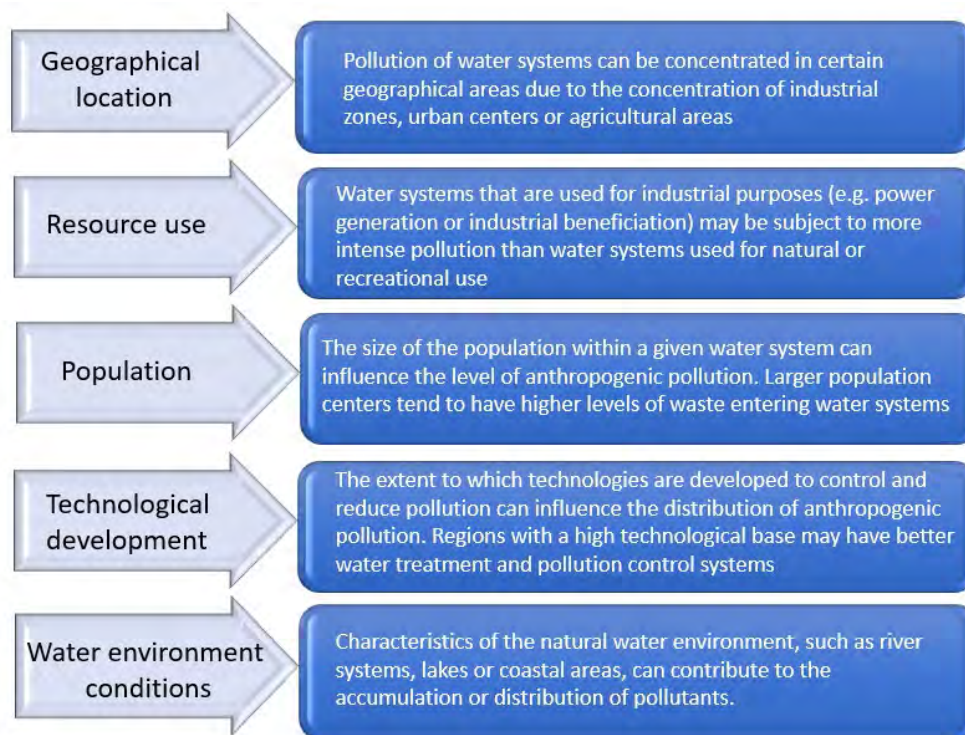 Geographical
location
Pollution of water systems can be concentrated in certain
geographical areas due to the concentration of industrial
zones, urban centers or agricultural areas
Resource use
Water systems that are used for industrial purposes (e.g. power
generation or industrial beneficiation) may be subject to more
intense pollution than water systems used for natural or
recreational use
Population
The size of the population within a given water system can
influence the level of anthropogenic pollution. Larger population
centers tend to have higher levels of waste entering water systems
Technological
development
The extent to which technologies are developed to control and
reduce pollution can influence the distribution of anthropogenic
pollution. Regions with a high technological base may have better
water treatment and pollution control systems
Water environment
conditions
Characteristics of the natural water environment, such as river
systems, lakes or coastal areas, can contribute to the
accumulation or distribution of pollutants.